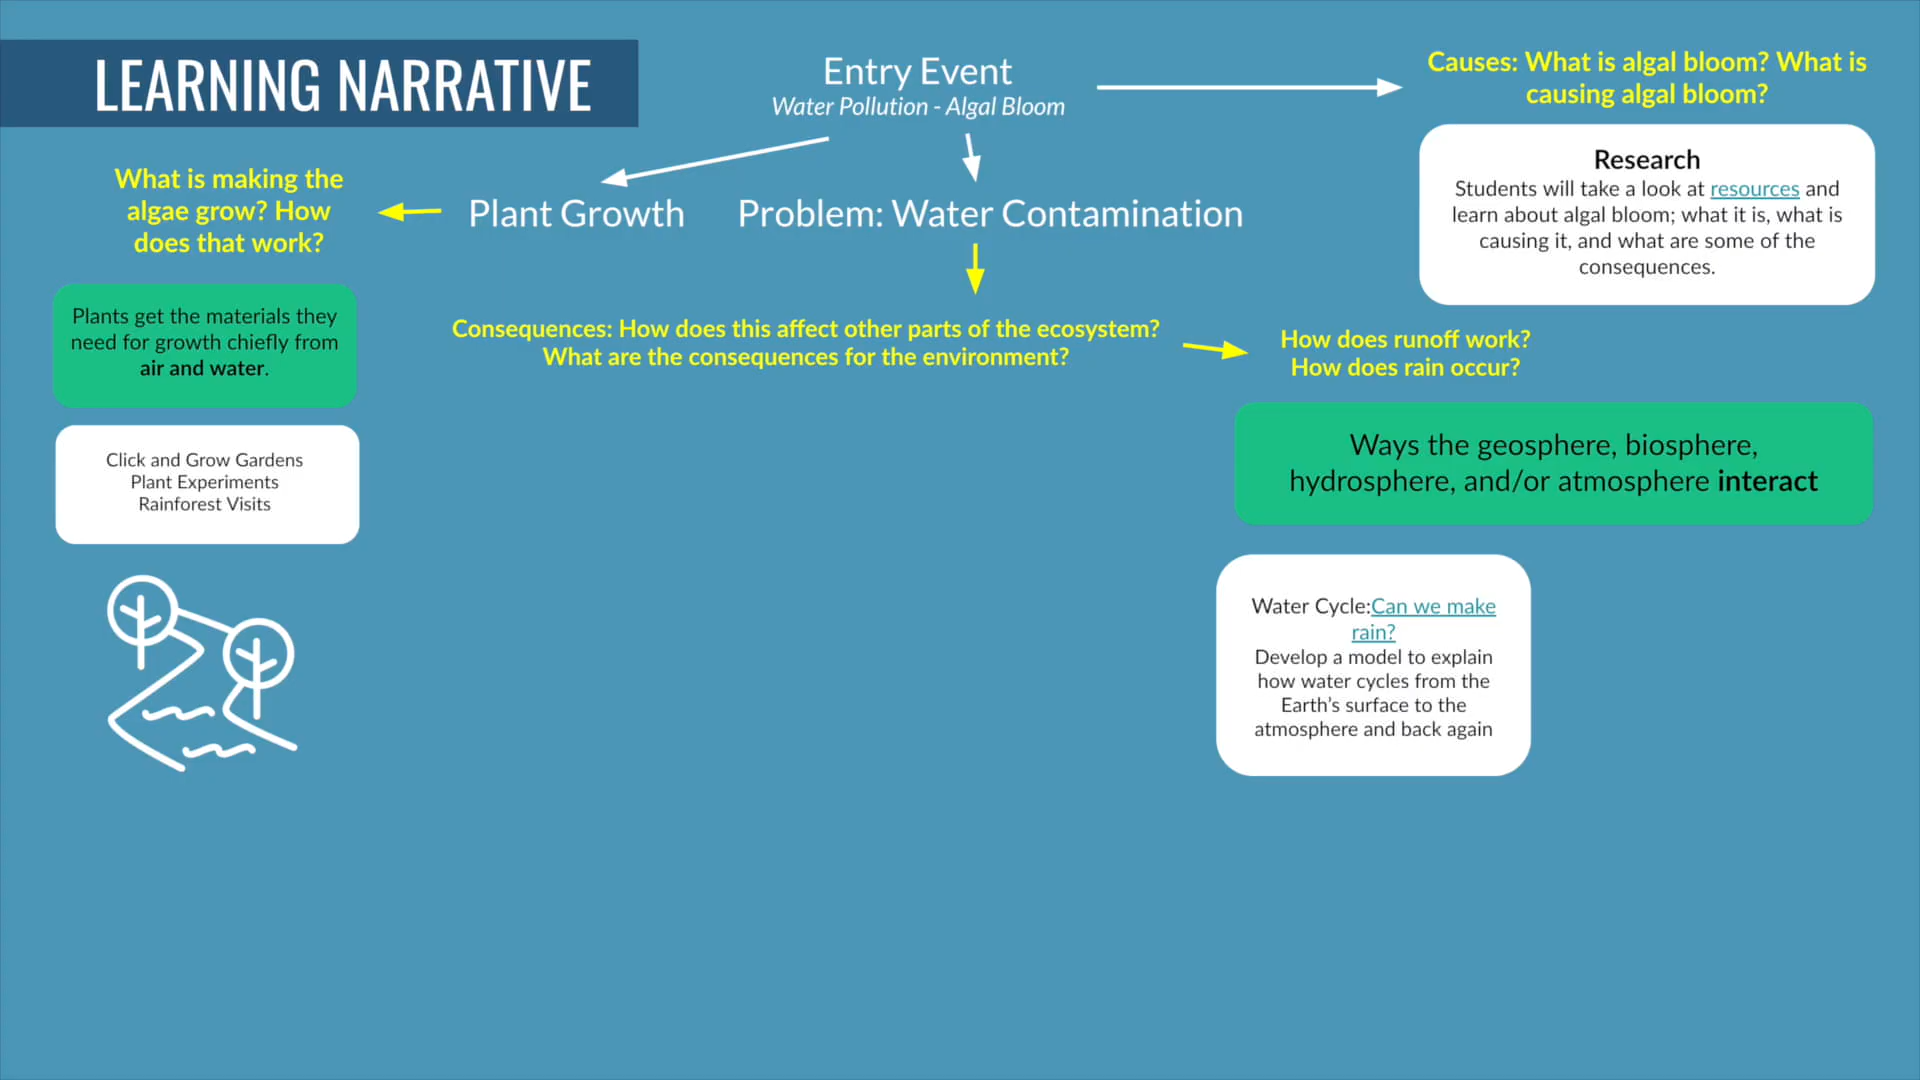 LEARNING NARRATIVE
Entry Event
Water Pollution - Algal Bloom
Causes: What is algal bloom? What is
causing algal bloom?
Research
Students will take a look at resources and
learn about algal bloom; what it is, what is
causing it, and what are some of the
consequences.
What is making the
algae grow? How
does that work?
Plant Growth
Problem: Water Contamination
Plants get the materials they
need for growth chiefly from
air and water.
Click and Grow Gardens
Plant Experiments
Rainforest Visits
Consequences: How does this affect other parts of the ecosystem?
What are the consequences for the environment?
How does runoff work?
How does rain occur?
Ways the geosphere, biosphere,
hydrosphere, and/or atmosphere interact
Water Cycle:Can we make
rain?
Develop a model to explain
how water cycles from the
Earth's surface to the
atmosphere and back again